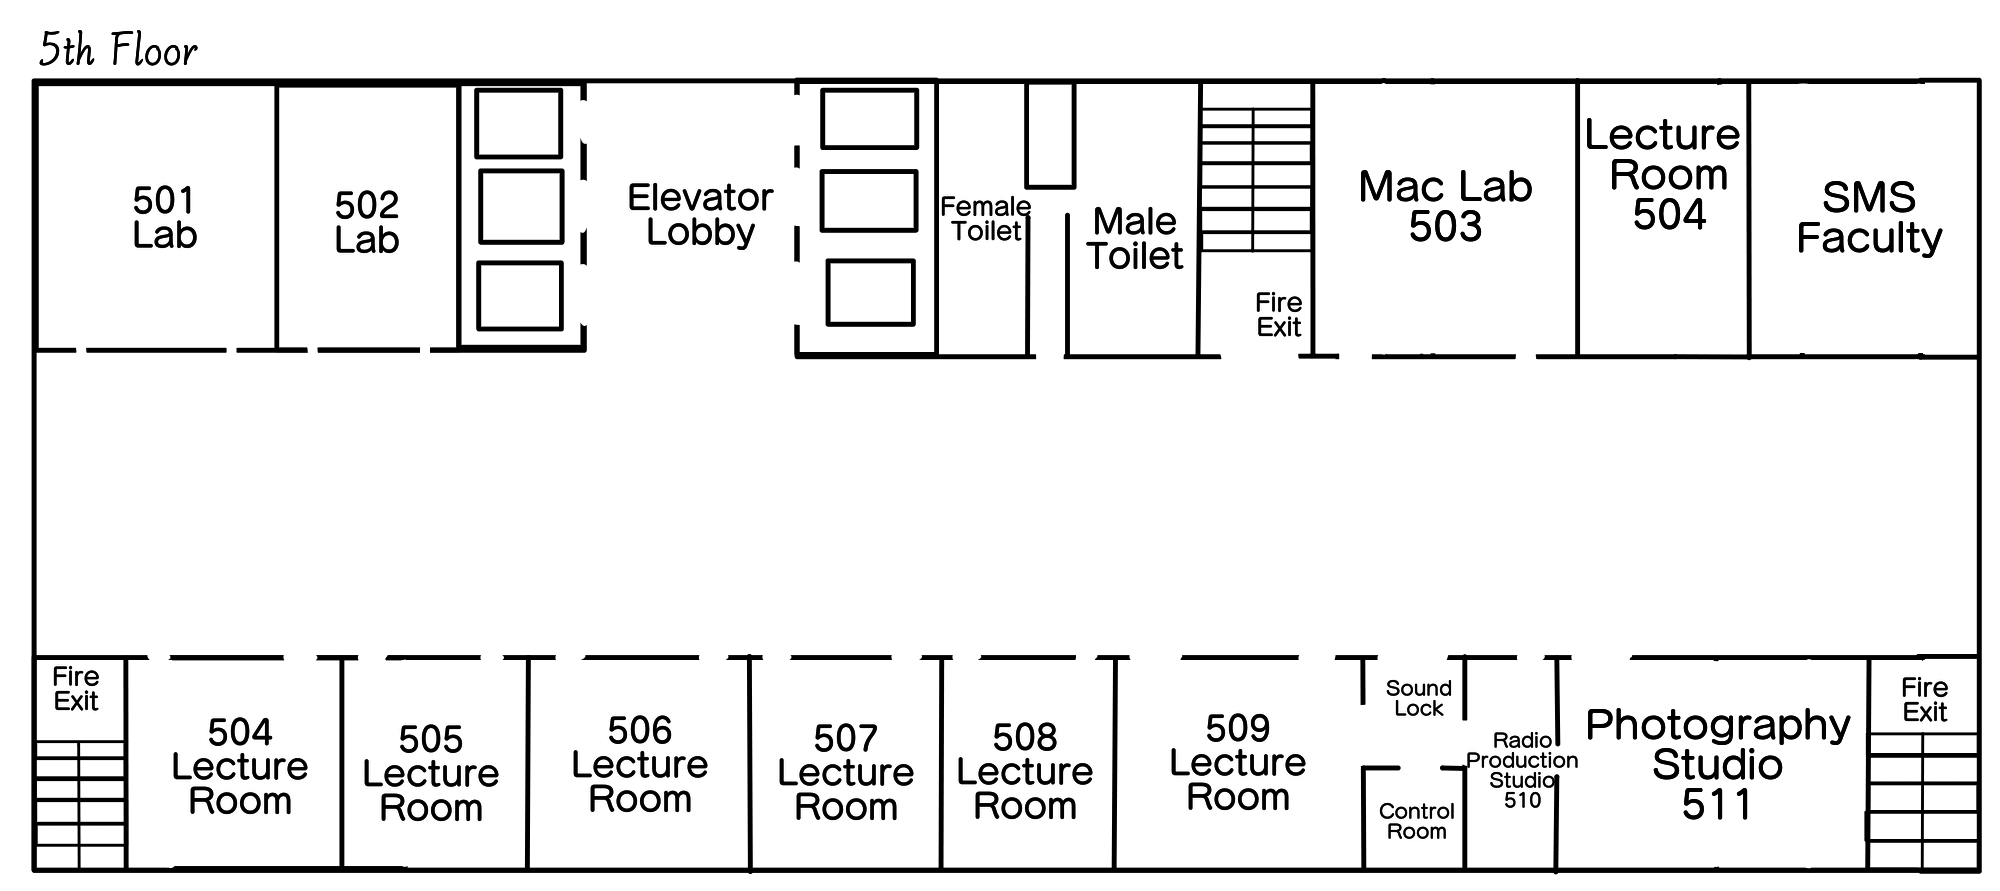 5th Floor
501
Lab
502
Lab
Elevator
Lobby
Female
Toilet
Male
Toilet
Fire
Exit
Mac Lab
503
Lecture
Room
504
SMS
Faculty
Fire
Exit
504
Lecture
Room
505
Lecture
Room
506
Lecture
Room
507
Lecture
Room
508
Lecture
Room
509
Lecture
Room
Sound
Lock
Control
Room
Radio
Production
Studio
510
Photography
Studio
511
Fire
Exit